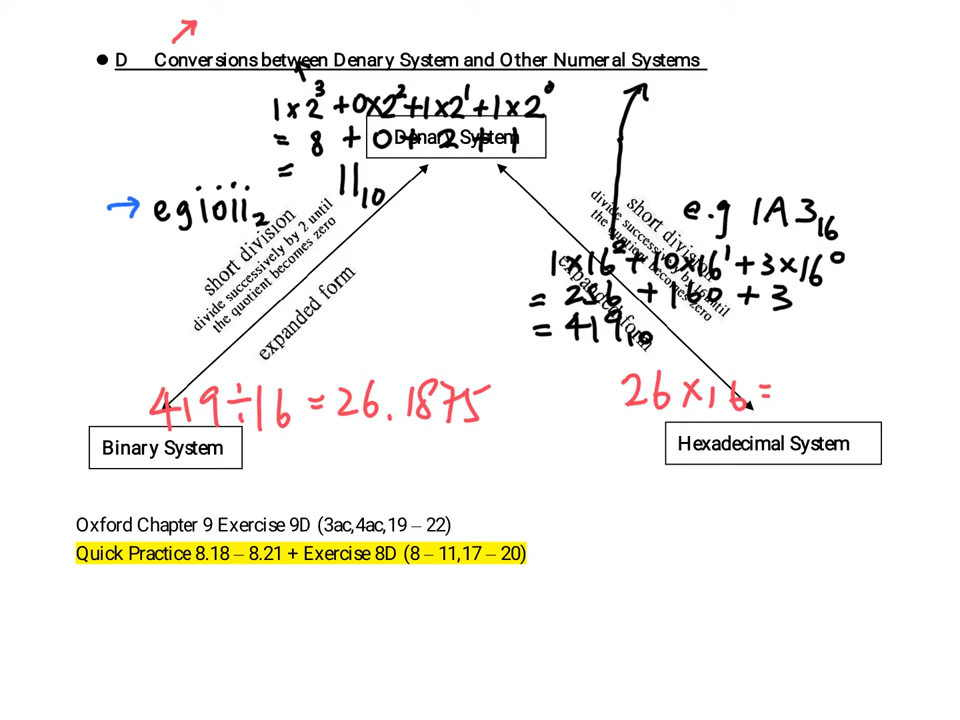 ● D Conversions between Denary System and Other Numeral Systems
1 × 2³ + 0×2² + 1×2¹ + 1×2⁰
Denary System
= 8 + 0 + 2 + 1
= 11₁₀
→ eg 1011₂
short division
divide successively by 2 until
the quotient becomes zero
expanded form
e.g 1A3₁₆
short division
divide successively by 16 until
the quotient becomes zero
expanded form
1×16² + 10×16¹ + 3×16⁰
= 256 + 160 + 3
= 419₁₀
419÷16 = 26.1875
26×16=
Binary System
Hexadecimal System
Oxford Chapter 9 Exercise 9D (3ac,4ac,19 – 22)
Quick Practice 8.18 – 8.21 + Exercise 8D (8 – 11,17 – 20)